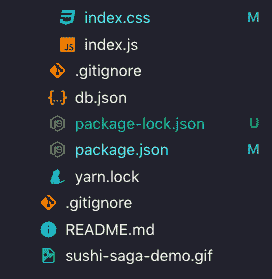 index.css M
JS index.js
.gitignore
{..} db.json
package-lock.json U
package.json M
yarn.lock
.gitignore
README.md
sushi-saga-demo.gif